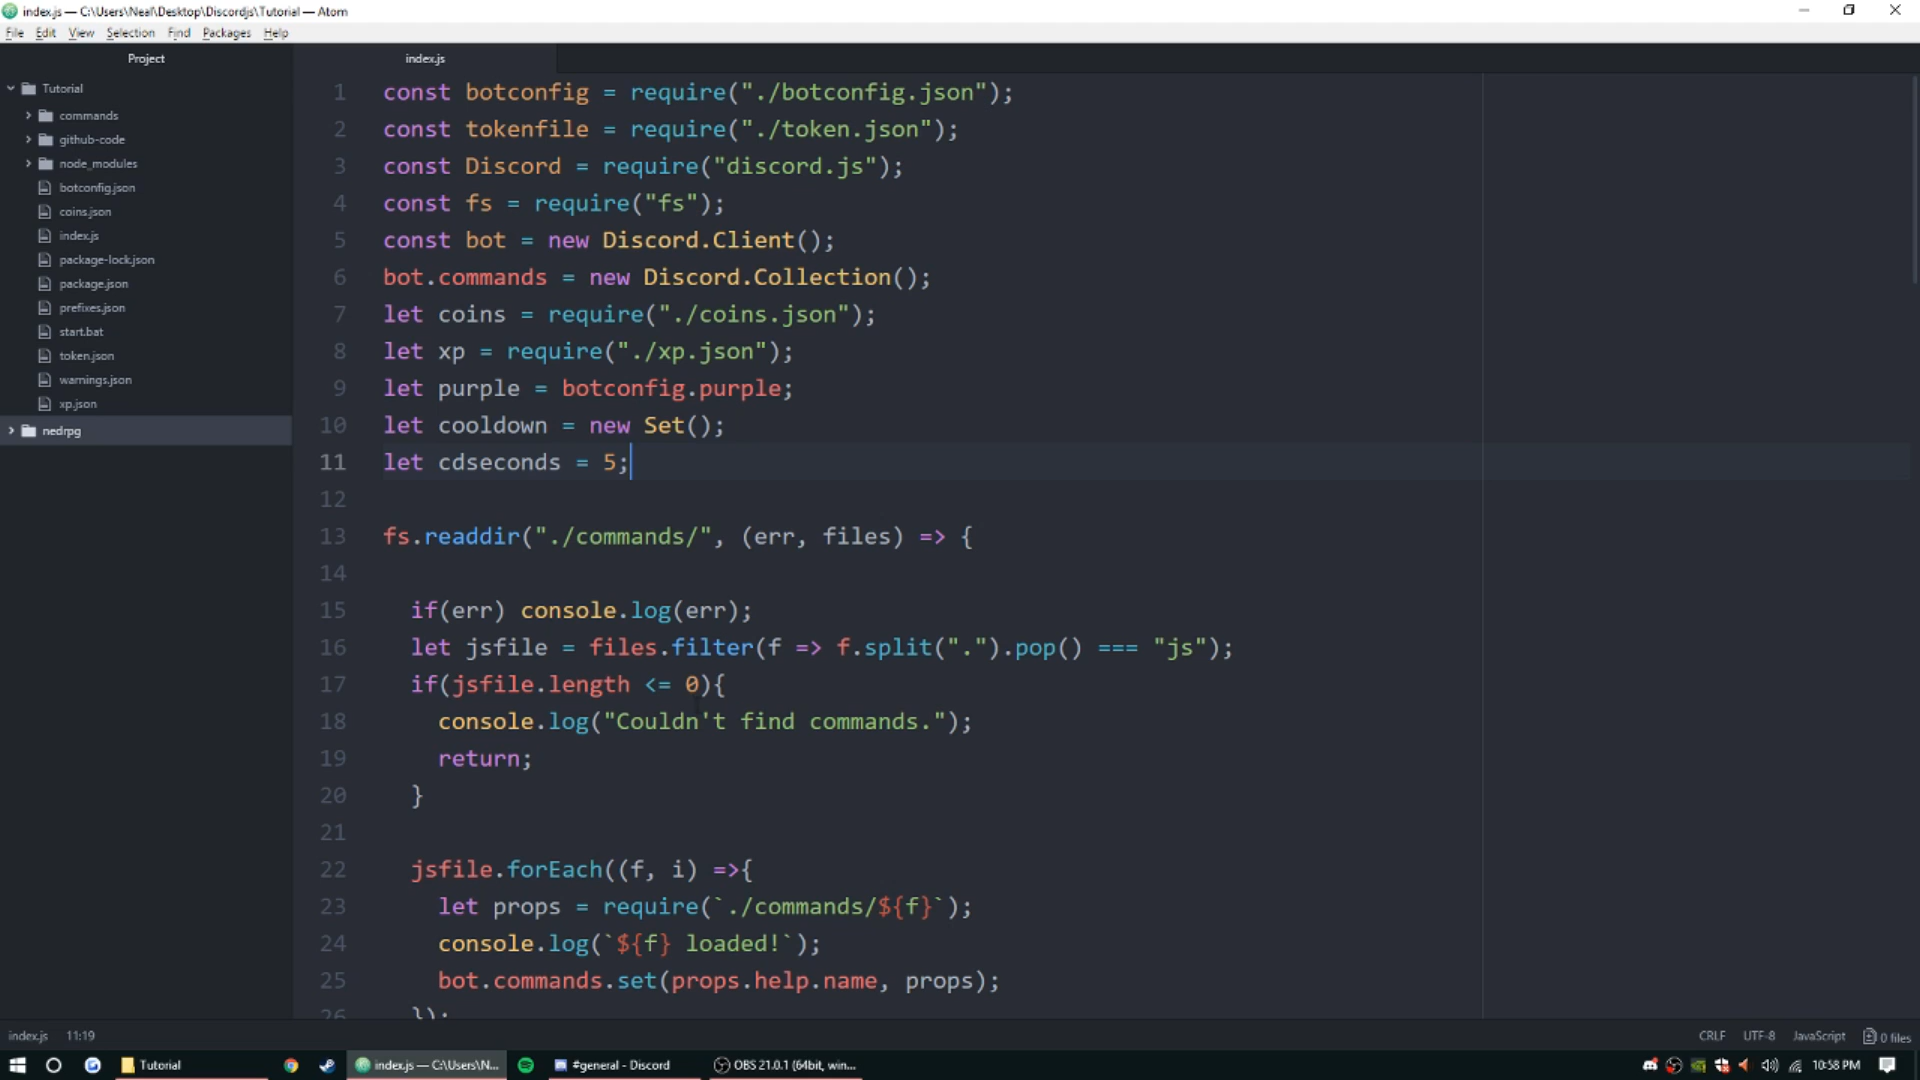 index.js — C:\Users\Neal\Desktop\Discordjs\Tutorial — Atom
File Edit View Selection Find Packages Help
Project
Tutorial
commands
github-code
node_modules
botconfig.json
coins.json
index.js
package-lock.json
package.json
prefixes.json
start.bat
token.json
warnings.json
xp.json
nedrpg
index.js
1 const botconfig = require("./botconfig.json");
2 const tokenfile = require("./token.json");
3 const Discord = require("discord.js");
4 const fs = require("fs");
5 const bot = new Discord.Client();
6 bot.commands = new Discord.Collection();
7 let coins = require("./coins.json");
8 let xp = require("./xp.json");
9 let purple = botconfig.purple;
10 let cooldown = new Set();
11 let cdseconds = 5;
12
13 fs.readdir("./commands/", (err, files) => {
14
15 if(err) console.log(err);
16 let jsfile = files.filter(f => f.split(".").pop() === "js");
17 if(jsfile.length <= 0){
18 console.log("Couldn't find commands.");
19 return;
20 }
21
22 jsfile.forEach((f, i) =>{
23 let props = require(`./commands/${f}`);
24 console.log(`${f} loaded!`);
25 bot.commands.set(props.help.name, props);
26 });
index.js 11:19 CRLF UTF-8 JavaScript 0 files
Tutorial index.js — C:\Users\N... #general - Discord OBS 21.0.1 (64bit, win... 10:58 PM